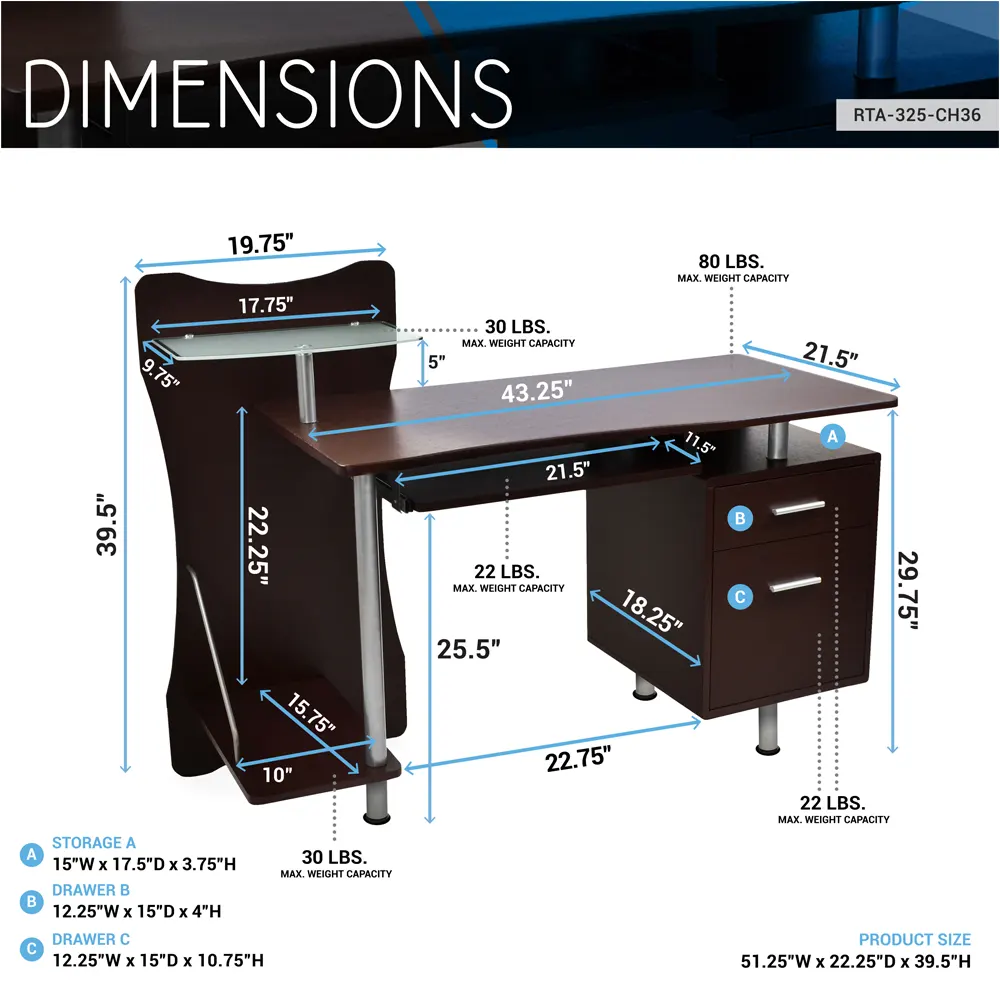 DIMENSIONS
RTA-325-CH36
19.75"
80 LBS.
MAX. WEIGHT CAPACITY
17.75"
30 LBS.
MAX. WEIGHT CAPACITY
21.5"
9.75"
5"
43.25"
A
11.5"
21.5"
39.5"
22.25"
B
22 LBS.
MAX. WEIGHT CAPACITY
C
29.75"
18.25"
25.5"
15.75"
10"
22.75"
22 LBS.
MAX. WEIGHT CAPACITY
30 LBS.
MAX. WEIGHT CAPACITY
A STORAGE A
15"W x 17.5"D x 3.75"H
B DRAWER B
12.25"W x 15"D x 4"H
C DRAWER C
12.25"W x 15"D x 10.75"H
PRODUCT SIZE
51.25"W x 22.25"D x 39.5"H